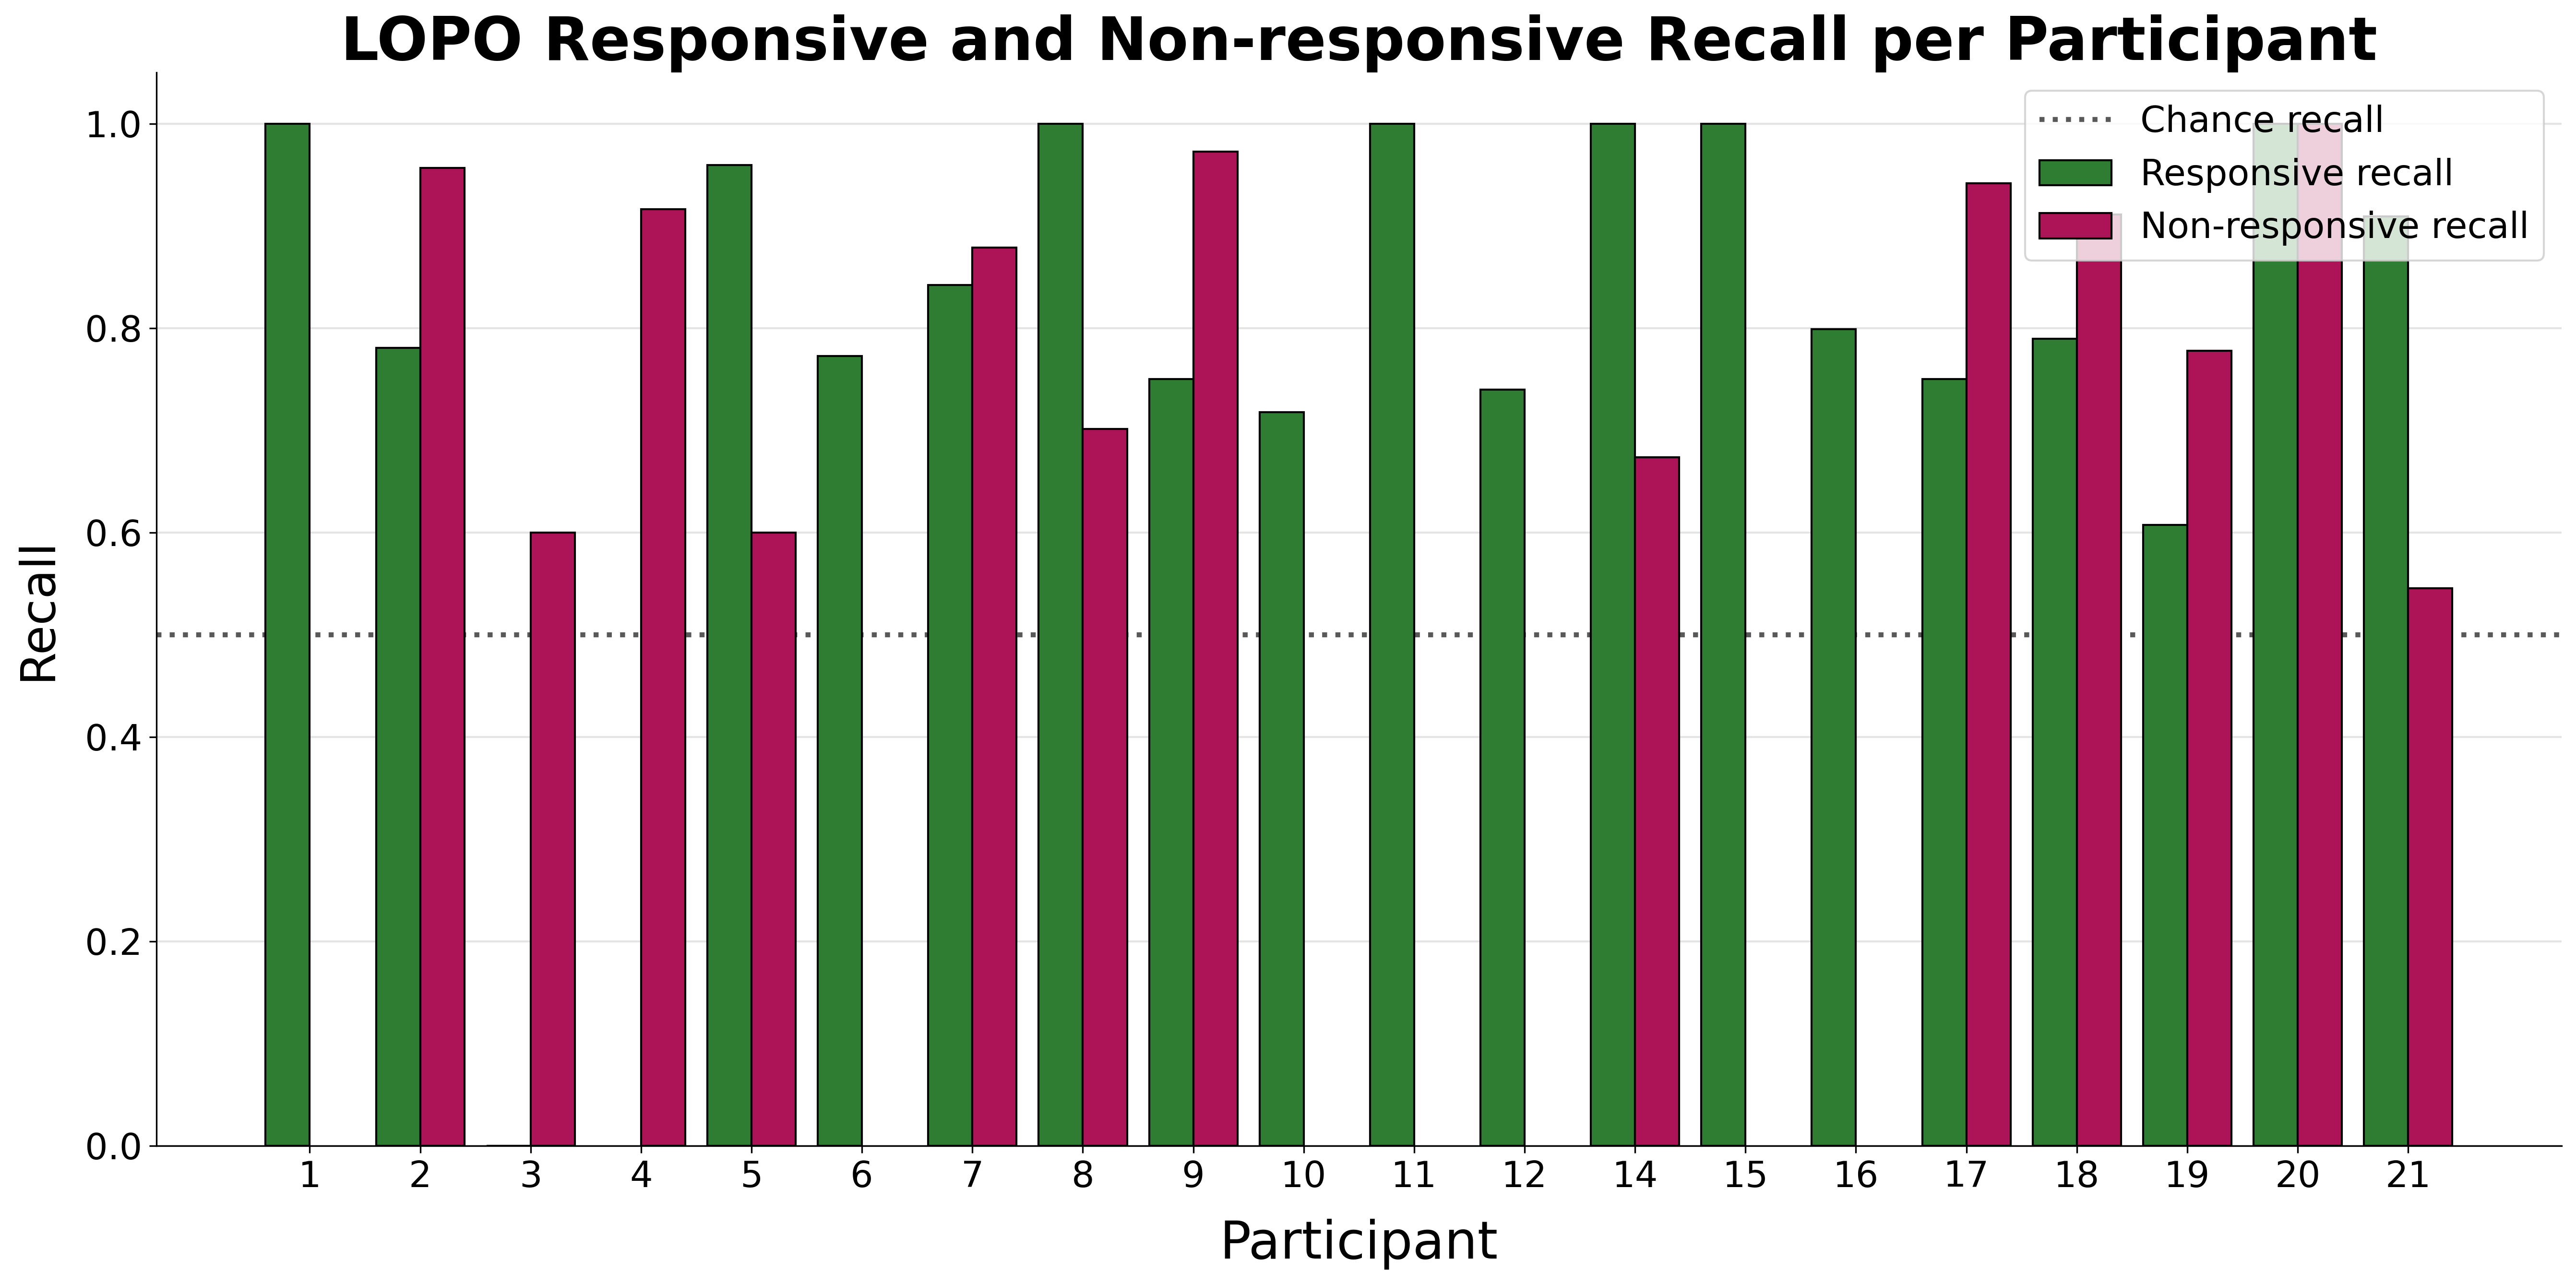 LOPO Responsive and Non-responsive Recall per Participant
Chance recall
Responsive recall
Non-responsive recall
Recall
1.0
0.8
0.6
0.4
0.2
0.0
1 2 3 4 5 6 7 8 9 10 11 12 14 15 16 17 18 19 20 21
Participant